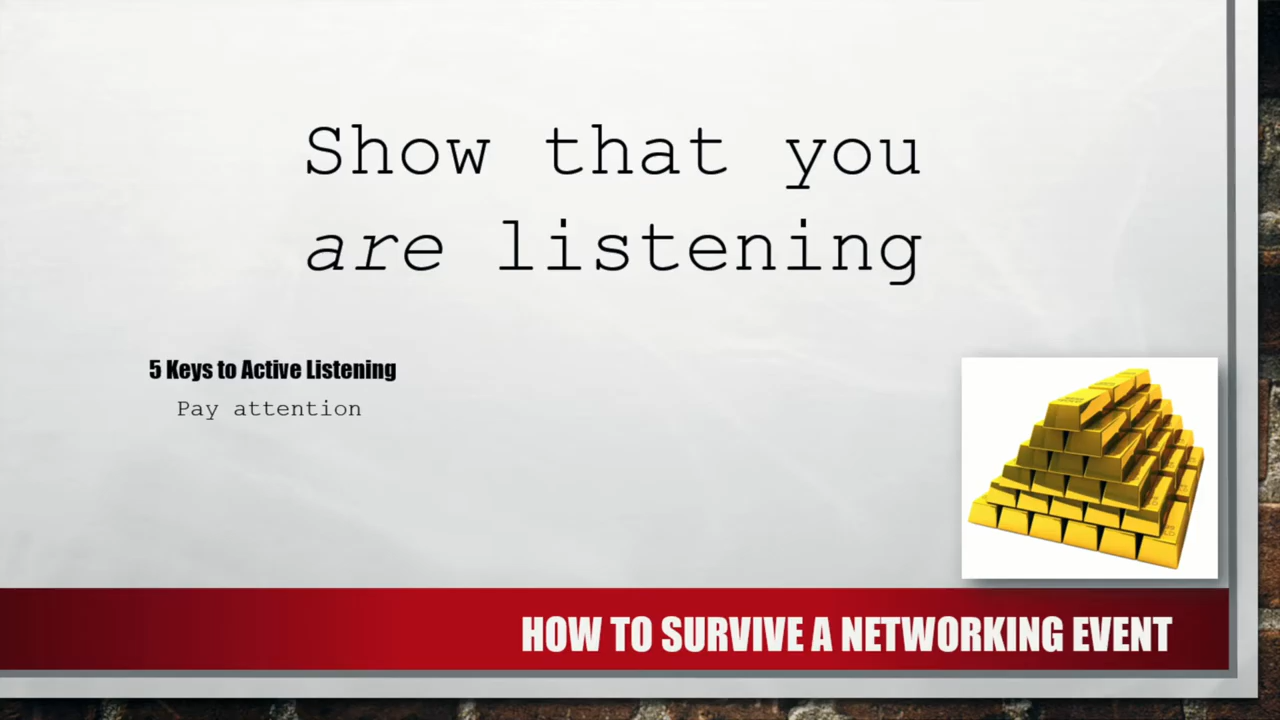 Show that you
are listening
5 Keys to Active Listening
Pay attention
HOW TO SURVIVE A NETWORKING EVENT